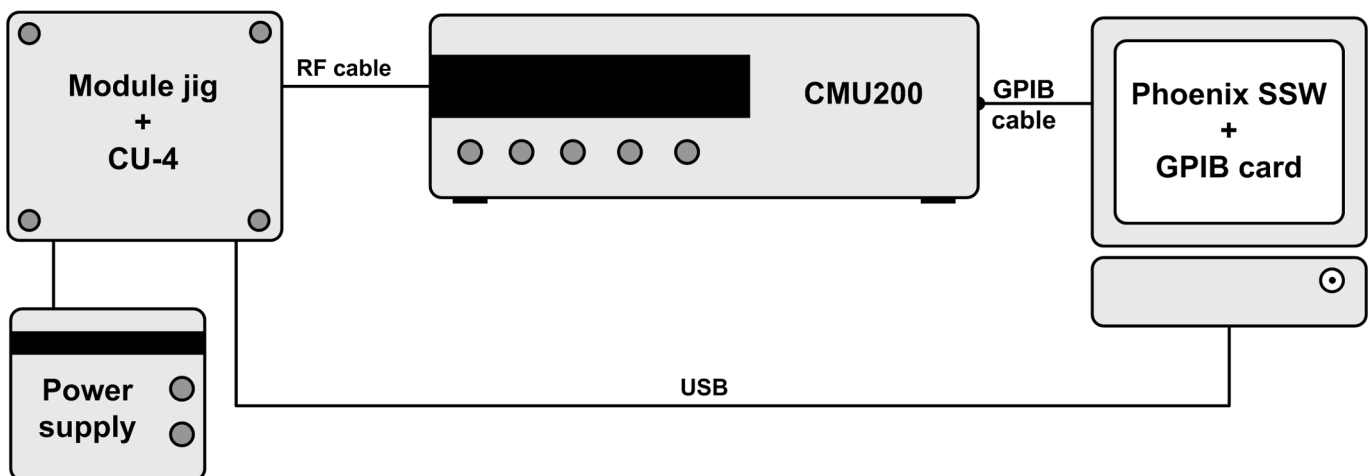 Module jig
+
CU-4
RF cable
CMU200
GPIB
cable
Phoenix SSW
+
GPIB card
Power
supply
USB